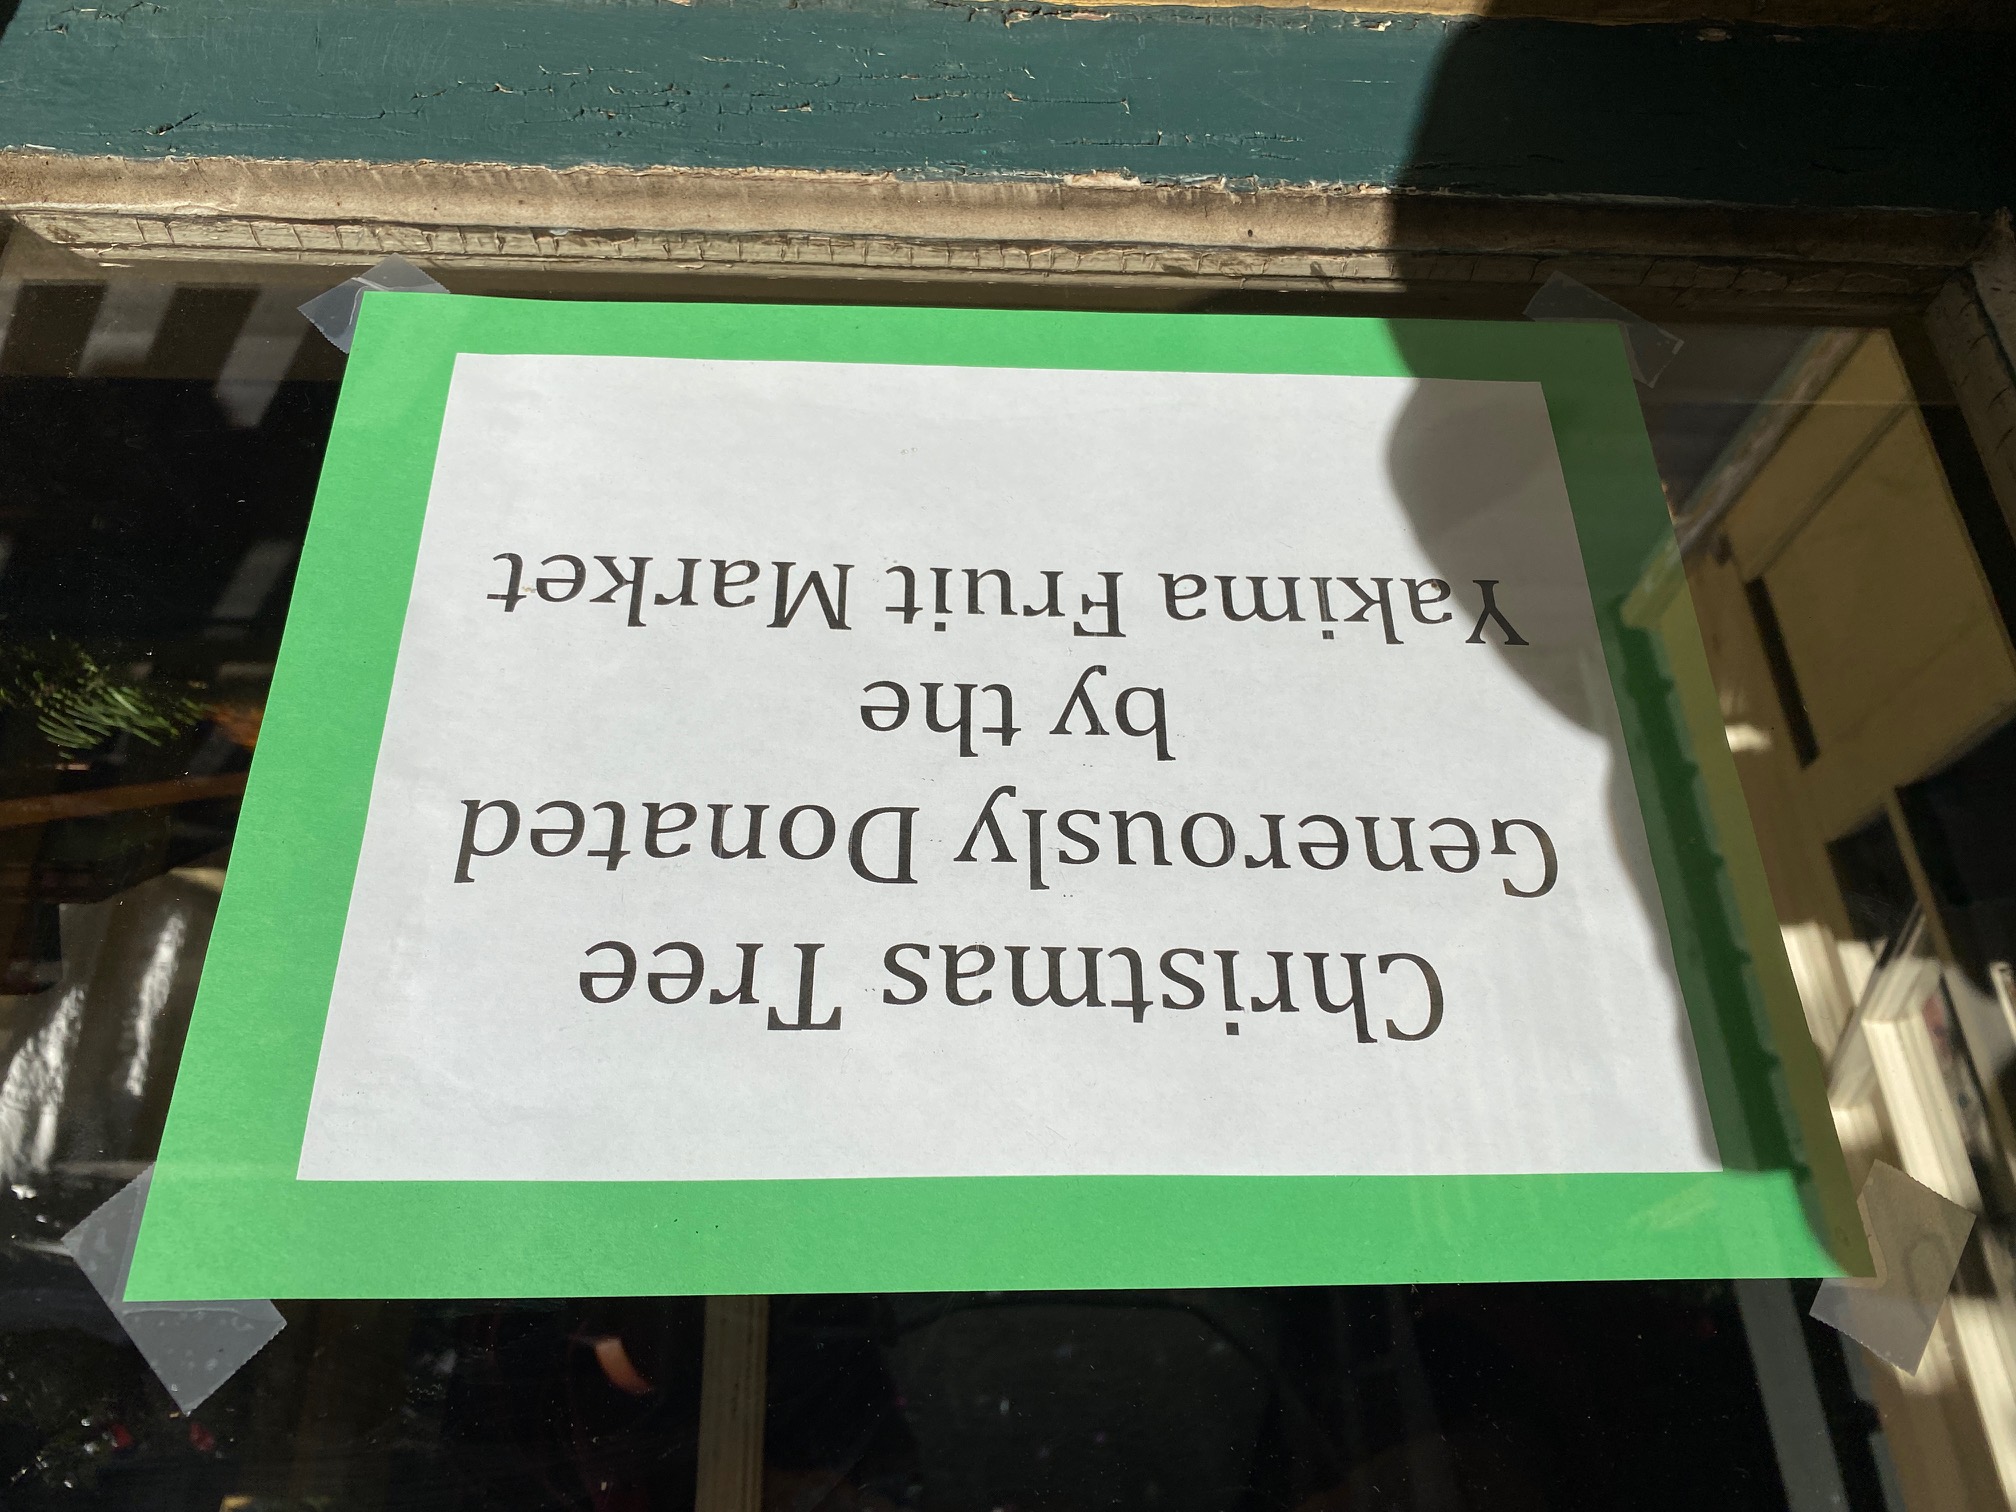 Christmas Tree
Generously Donated
by the
Yakima Fruit Market